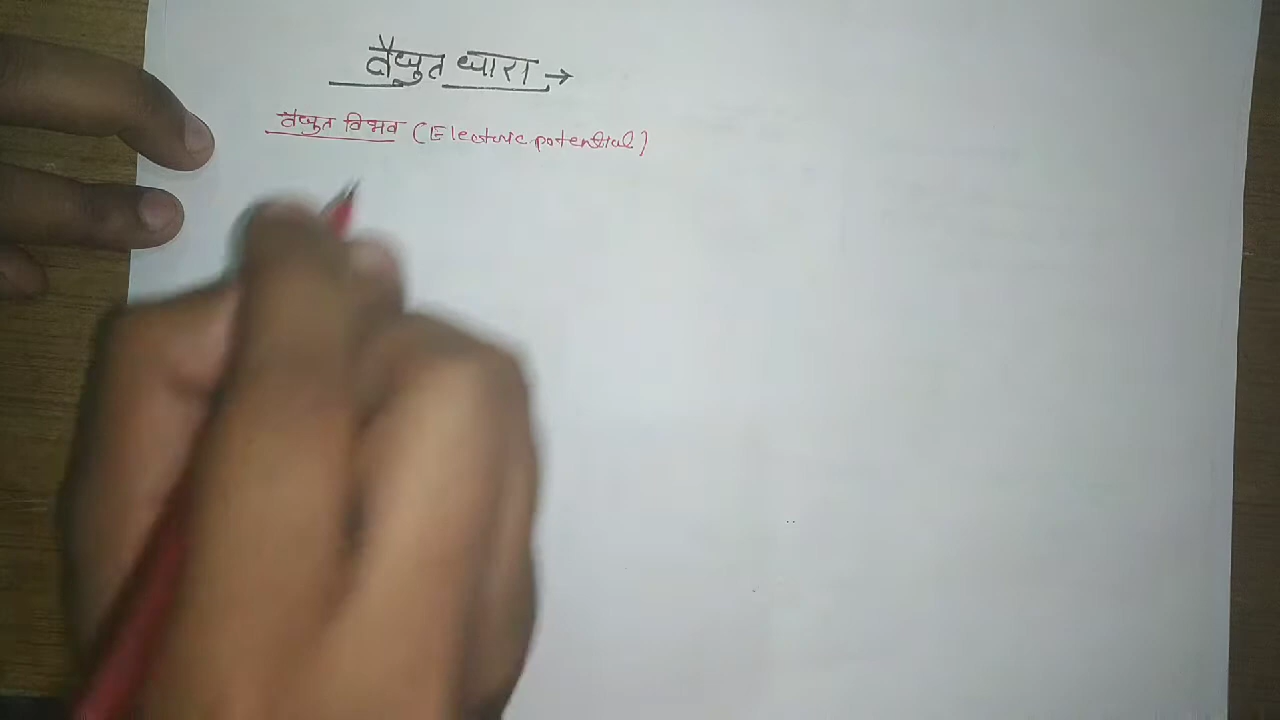 वैद्युत धारा →
वैद्युत विभव (Electric potential)